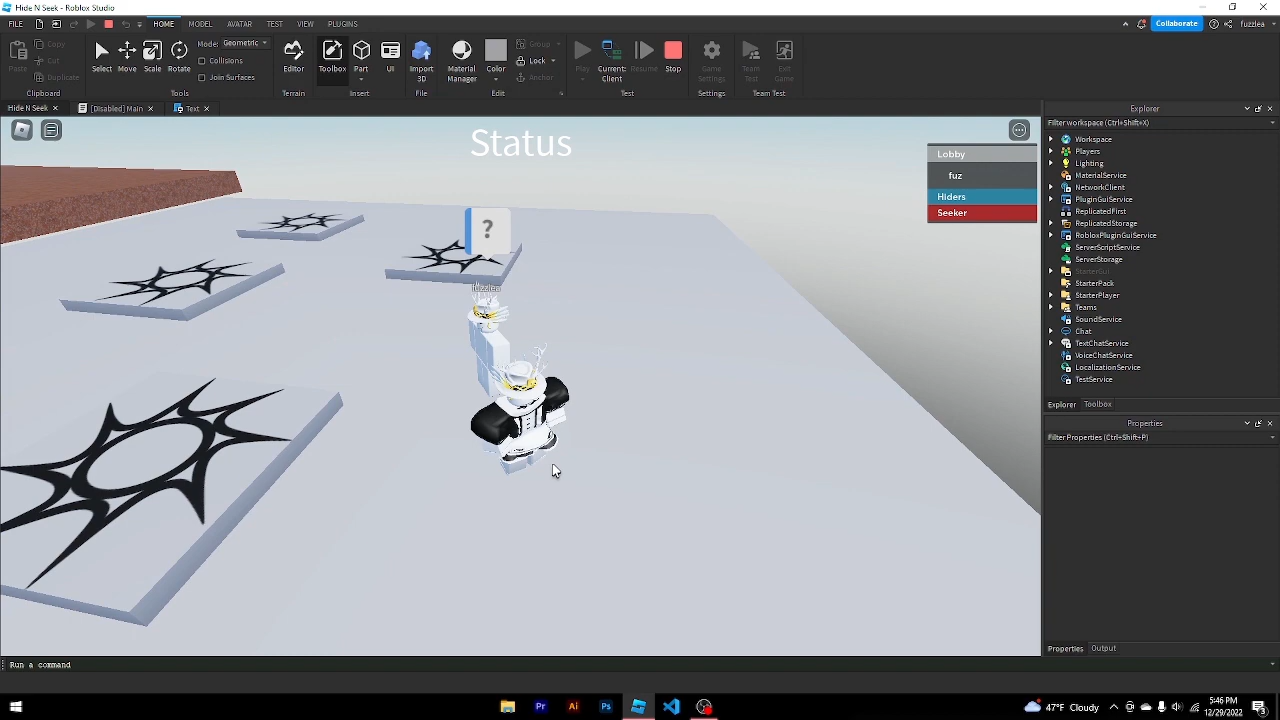 Hide N Seek - Roblox Studio
FILE HOME MODEL AVATAR TEST VIEW PLUGINS Collaborate fuzzlea
Paste Copy Cut Duplicate Clipboard
Select Move Scale Rotate Mode: Geometric Collisions Join Surfaces Tools
Editor Terrain
Toolbox Part UI Insert
Import 3D File
Material Manager Color Group Lock Anchor Edit
Play Current: Client Resume Stop Test
Game Settings Settings
Team Test Exit Game Team Test
Hide N Seek [Disabled] Main Text
Status
?
fuzzlea
Lobby
fuz
Hiders
Seeker
Explorer
Filter workspace (Ctrl+Shift+X)
Workspace
Players
Lighting
MaterialService
NetworkClient
PluginGuiService
ReplicatedFirst
ReplicatedStorage
RobloxPluginGuiService
ServerScriptService
ServerStorage
StarterGui
StarterPack
StarterPlayer
Teams
SoundService
Chat
TextChatService
VoiceChatService
LocalizationService
TestService
Explorer Toolbox
Properties
Filter Properties (Ctrl+Shift+P)
Properties Output
Run a command
Pr Ai Ps
47°F Cloudy
5:46 PM
12/29/2022